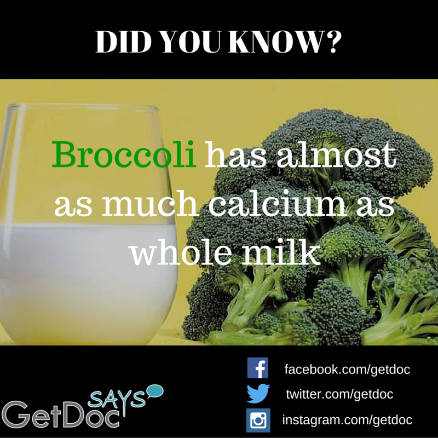 DID YOU KNOW?
Broccoli has almost
as much calcium as
whole milk
facebook.com/getdoc
twitter.com/getdoc
instagram.com/getdoc
SAYS
GetDoc